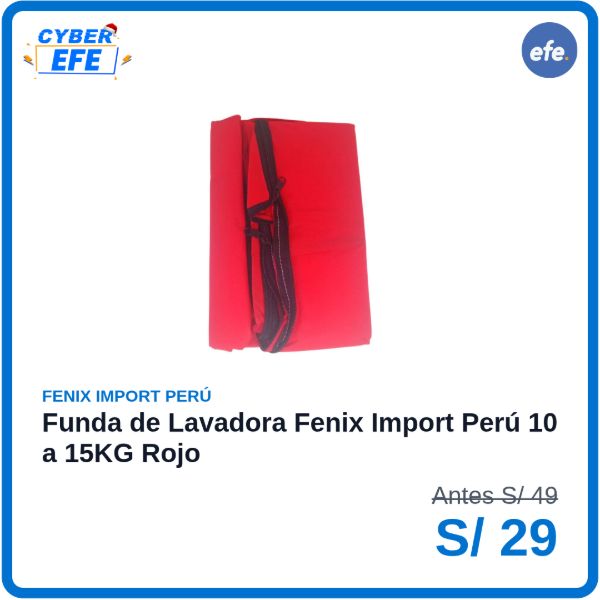 CYBER
EFE
efe.
FENIX IMPORT PERÚ
Funda de Lavadora Fenix Import Perú 10
a 15KG Rojo
Antes S/ 49
S/ 29